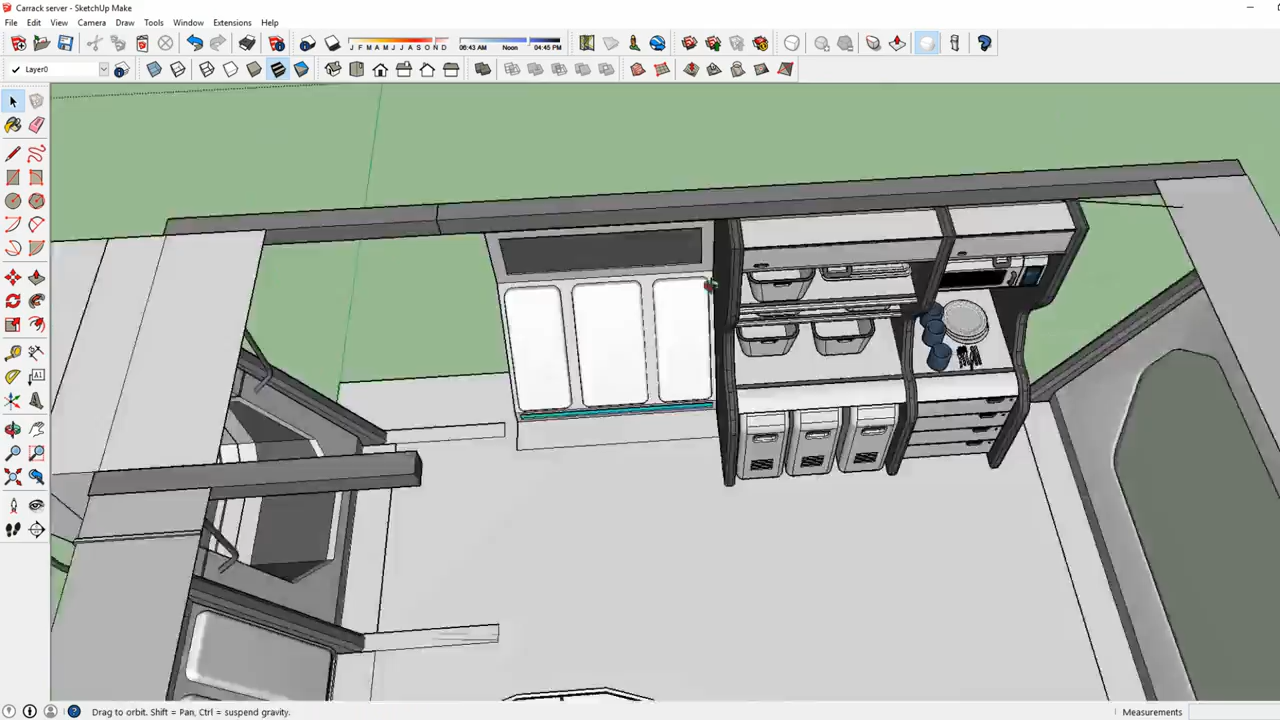 Carrack server - SketchUp Make
File Edit View Camera Draw Tools Window Extensions Help
J F M A M J J A S O N D 06:43 AM Noon 04:45 PM
Layer0
A1
Drag to orbit. Shift = Pan, Ctrl = suspend gravity. Measurements